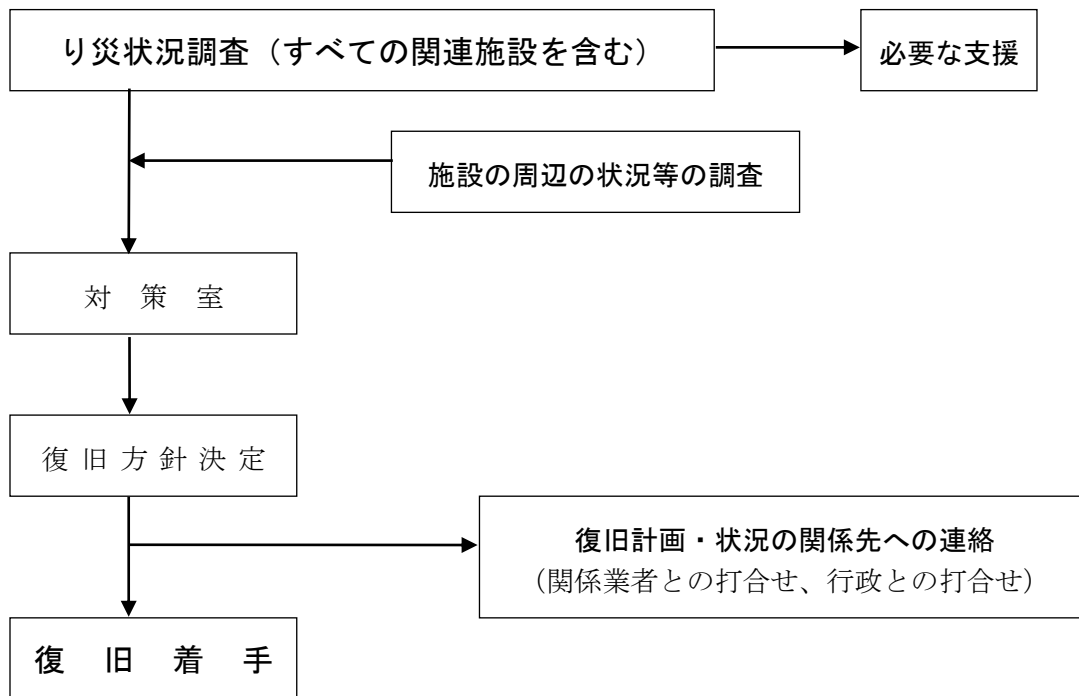 り災状況調査（すべての関連施設を含む）
必要な支援
施設の周辺の状況等の調査
対　策　室
復 旧 方 針 決 定
復旧計画・状況の関係先への連絡
（関係業者との打合せ、行政との打合せ）
復　旧　着　手